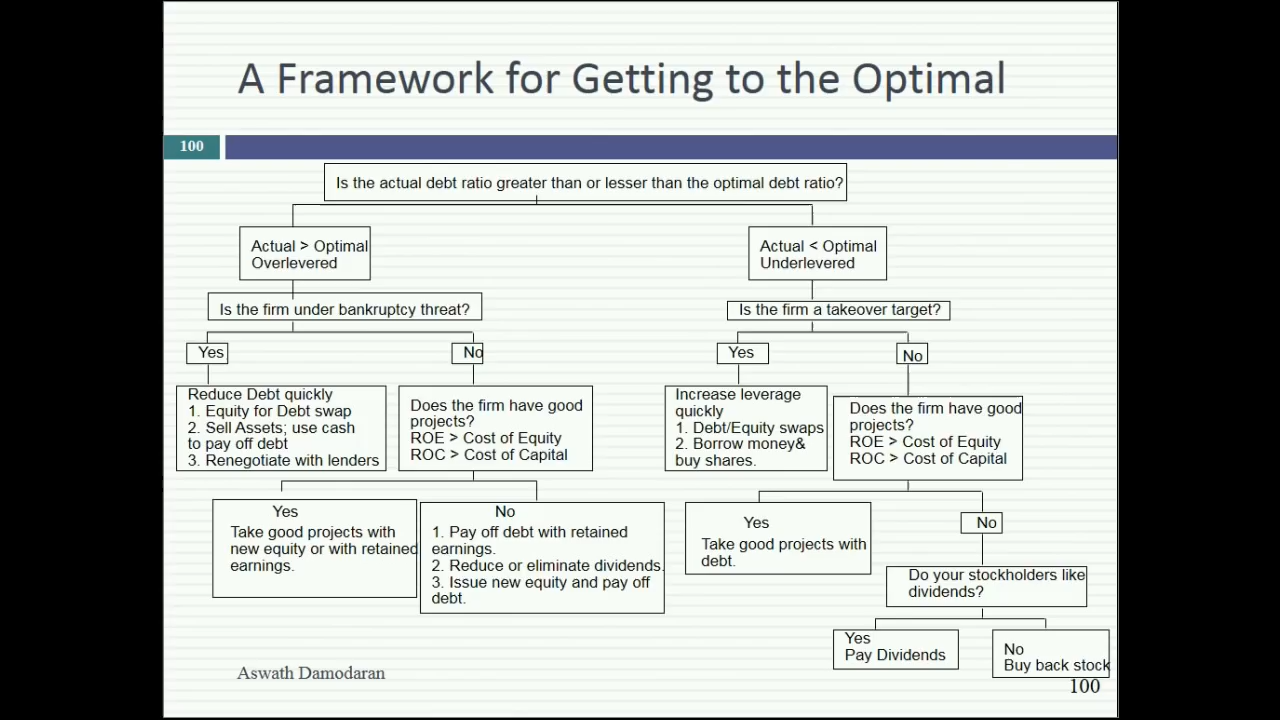 A Framework for Getting to the Optimal
100
Is the actual debt ratio greater than or lesser than the optimal debt ratio?
Actual > Optimal
Overlevered
Actual < Optimal
Underlevered
Is the firm under bankruptcy threat?
Is the firm a takeover target?
Yes
No
Yes
No
Reduce Debt quickly
1. Equity for Debt swap
2. Sell Assets; use cash
to pay off debt
3. Renegotiate with lenders
Does the firm have good
projects?
ROE > Cost of Equity
ROC > Cost of Capital
Increase leverage
quickly
1. Debt/Equity swaps
2. Borrow money&
buy shares.
Does the firm have good
projects?
ROE > Cost of Equity
ROC > Cost of Capital
Yes
Take good projects with
new equity or with retained
earnings.
No
1. Pay off debt with retained
earnings.
2. Reduce or eliminate dividends.
3. Issue new equity and pay off
debt.
Yes
Take good projects with
debt.
No
Do your stockholders like
dividends?
Yes
Pay Dividends
No
Buy back stock
Aswath Damodaran
100